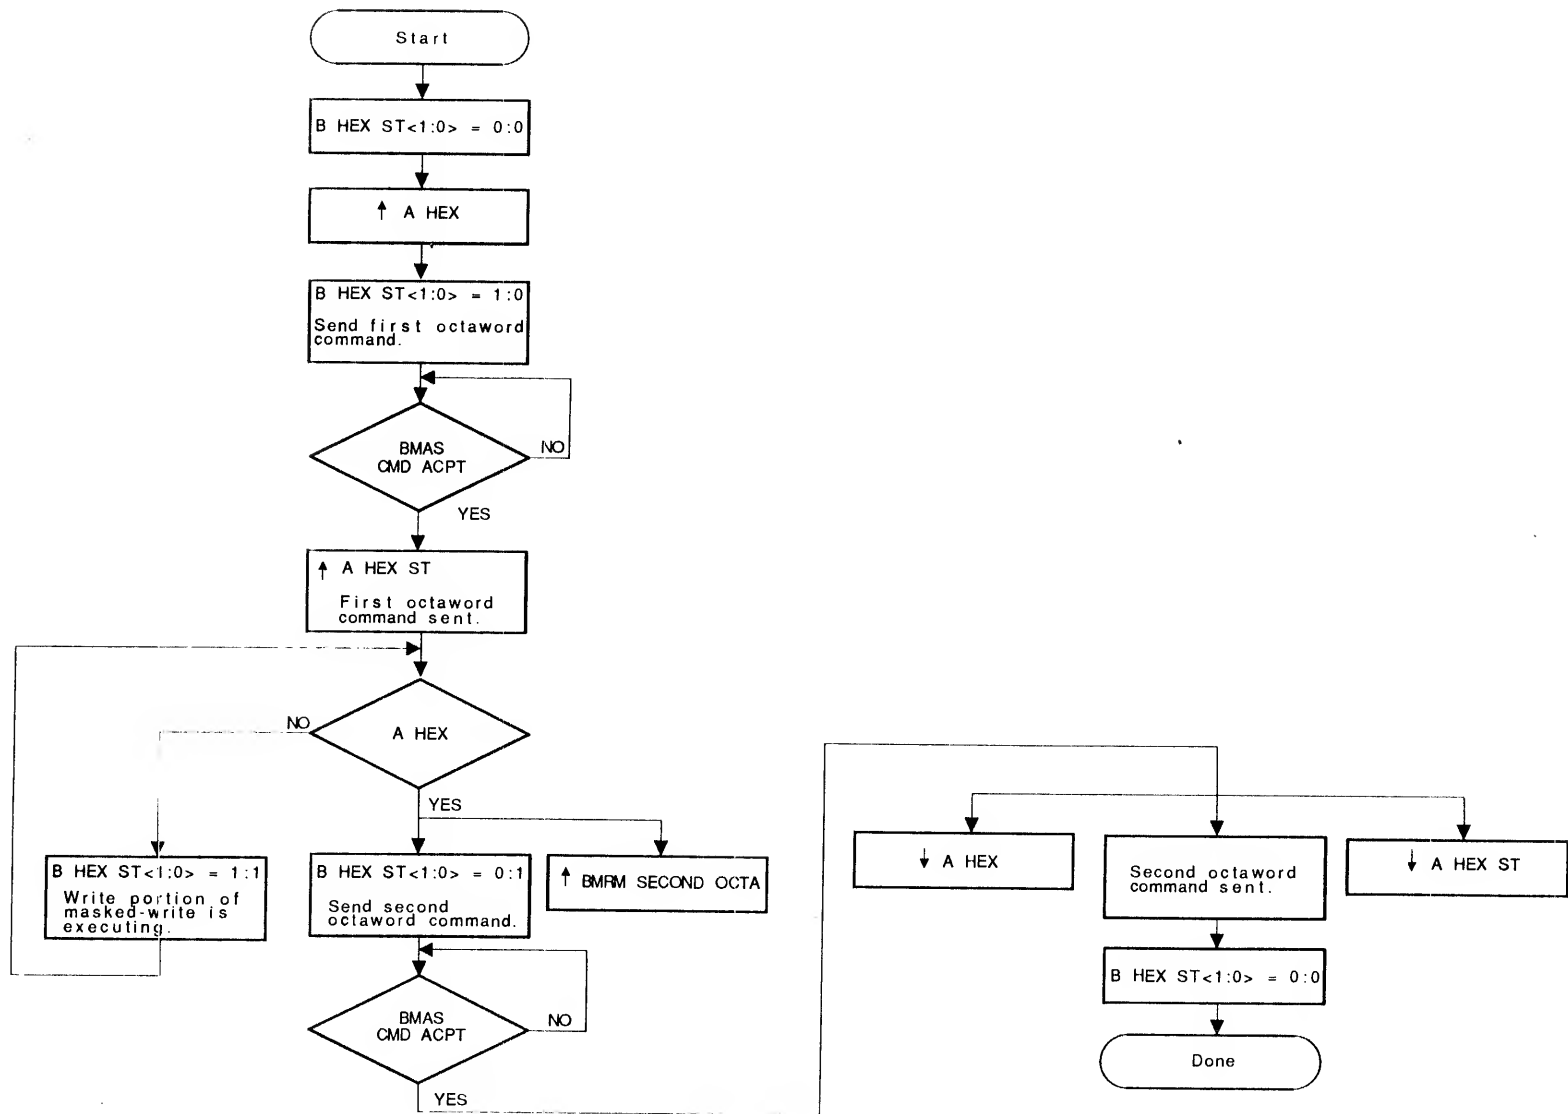 Start
B HEX ST<1:0> = 0:0
↑ A HEX
B HEX ST<1:0> = 1:0
Send first octaword
command.
BMAS
CMD ACPT
NO
YES
↑ A HEX ST
First octaword
command sent.
A HEX
NO
YES
B HEX ST<1:0> = 1:1
Write portion of
masked-write is
executing.
B HEX ST<1:0> = 0:1
Send second
octaword command.
↑ BMRM SECOND OCTA
BMAS
CMD ACPT
NO
YES
↓ A HEX
Second octaword
command sent.
↓ A HEX ST
B HEX ST<1:0> = 0:0
Done